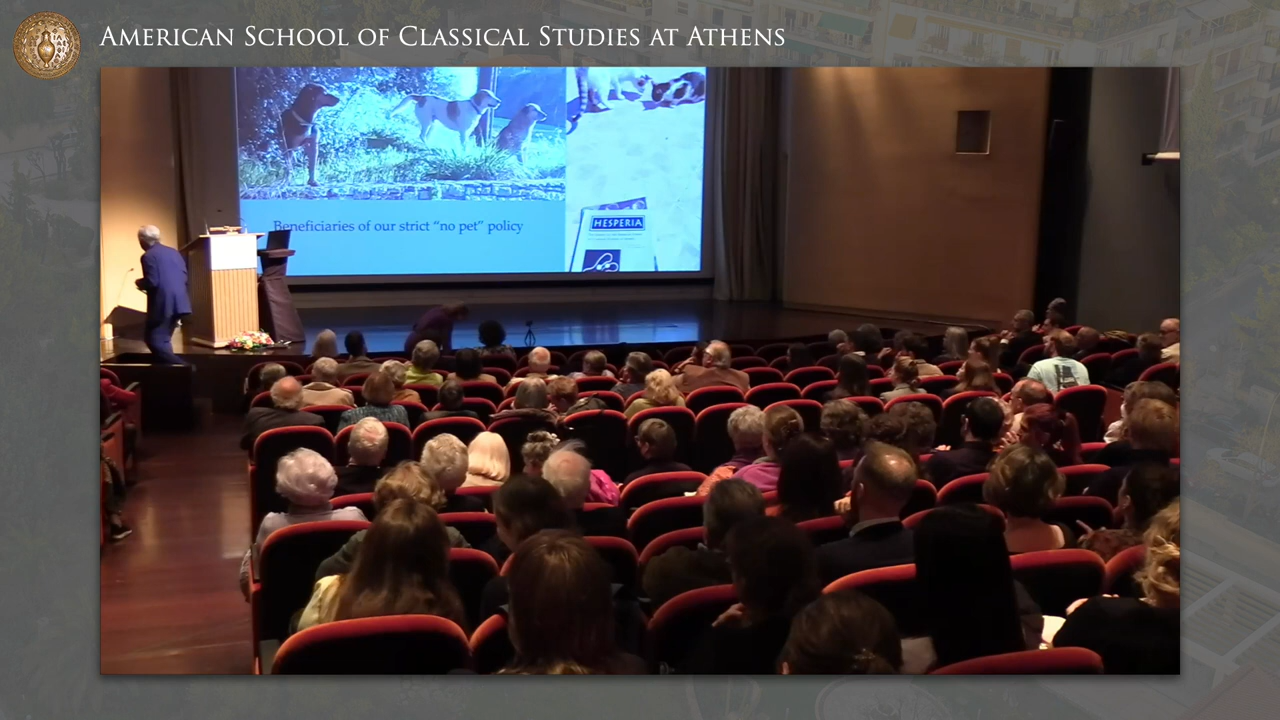 American School of Classical Studies at Athens
Beneficiaries of our strict “no pet” policy
HESPERIA